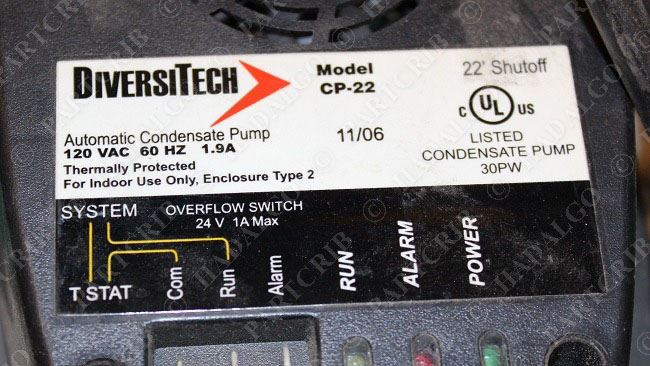 DIVERSITECH
Model
CP-22
22' Shutoff
Automatic Condensate Pump
120 VAC 60 HZ 1.9A
Thermally Protected
For Indoor Use Only, Enclosure Type 2
11/06
C UL US
LISTED
CONDENSATE PUMP
30PW
SYSTEM
OVERFLOW SWITCH
24 V 1A Max
T STAT
Com
Run
Alarm
RUN
ALARM
POWER
© PARTCRIB © HADALGO